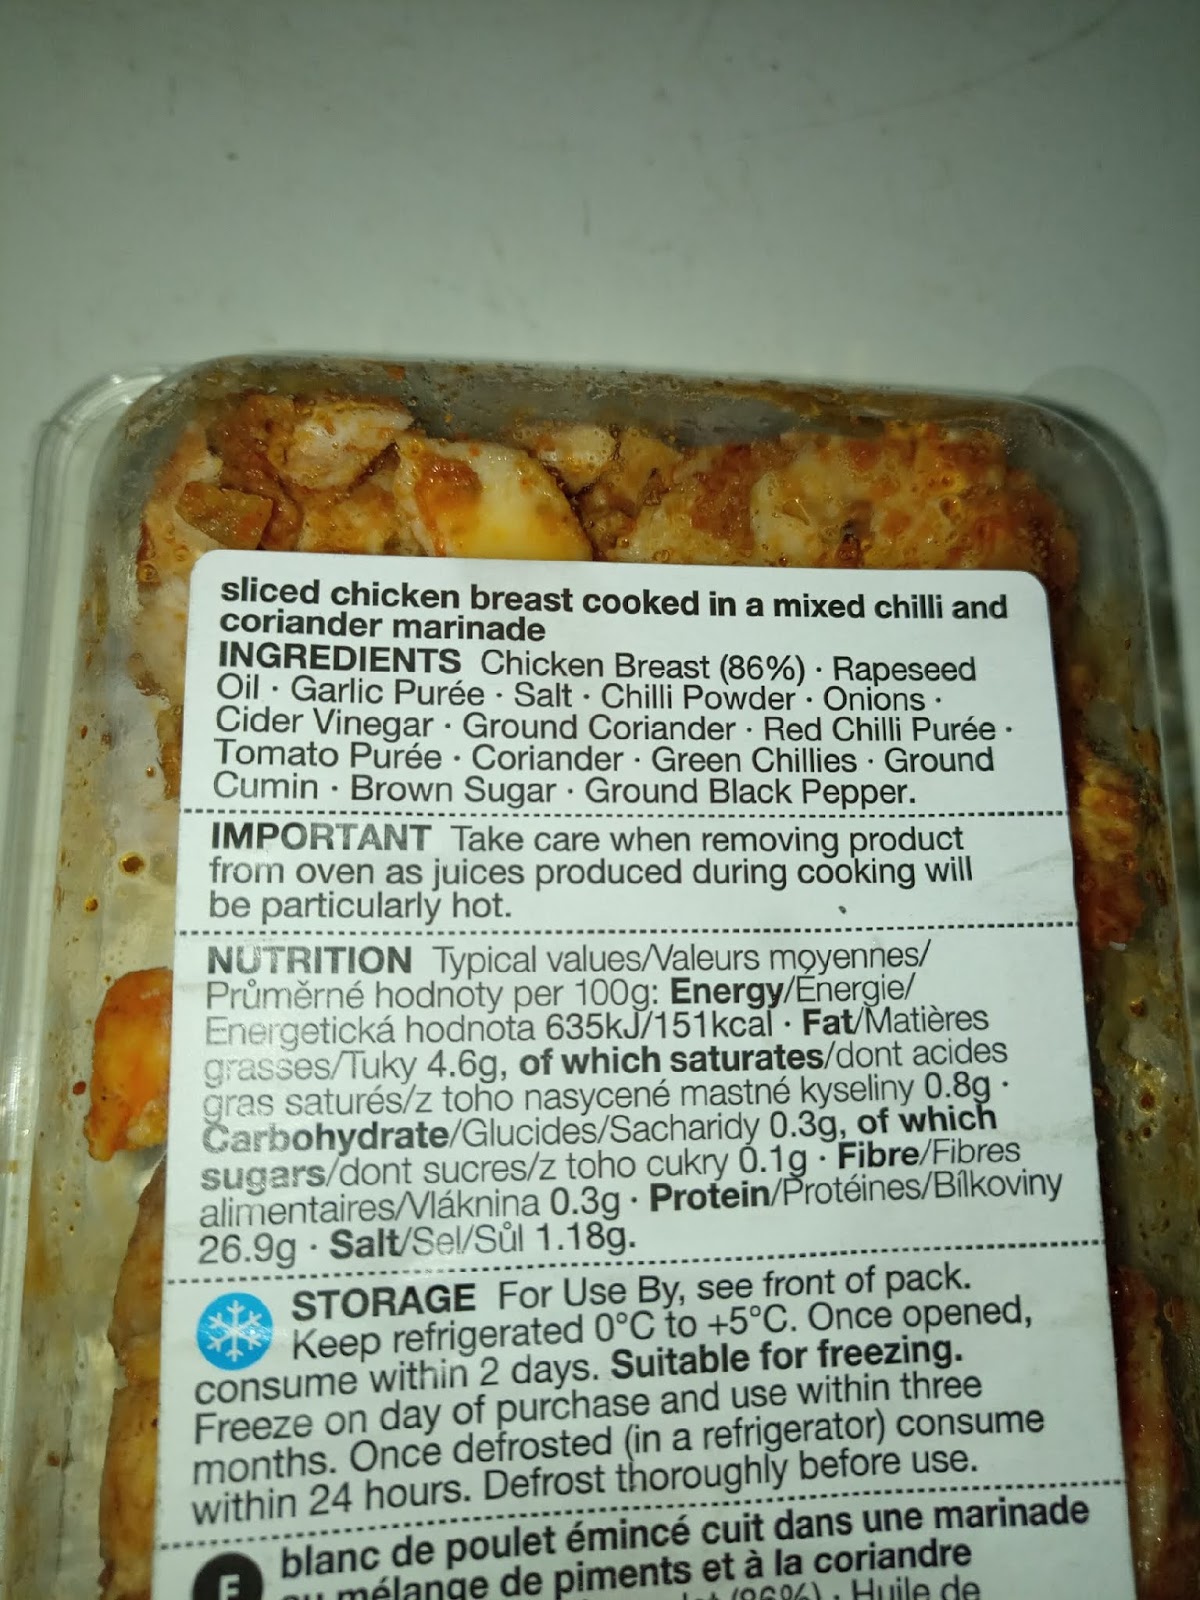 sliced chicken breast cooked in a mixed chilli and
coriander marinade
INGREDIENTS Chicken Breast (86%) · Rapeseed
Oil · Garlic Purée · Salt · Chilli Powder · Onions ·
Cider Vinegar · Ground Coriander · Red Chilli Purée ·
Tomato Purée · Coriander · Green Chillies · Ground
Cumin · Brown Sugar · Ground Black Pepper.
IMPORTANT Take care when removing product
from oven as juices produced during cooking will
be particularly hot.
NUTRITION Typical values/Valeurs moyennes/
Průměrné hodnoty per 100g: Energy/Énergie/
Energetická hodnota 635kJ/151kcal · Fat/Matières
grasses/Tuky 4.6g, of which saturates/dont acides
gras saturés/z toho nasycené mastné kyseliny 0.8g ·
Carbohydrate/Glucides/Sacharidy 0.3g, of which
sugars/dont sucres/z toho cukry 0.1g · Fibre/Fibres
alimentaires/Vláknina 0.3g · Protein/Protéines/Bílkoviny
26.9g · Salt/Sel/Sůl 1.18g.
STORAGE For Use By, see front of pack.
Keep refrigerated 0°C to +5°C. Once opened,
consume within 2 days. Suitable for freezing.
Freeze on day of purchase and use within three
months. Once defrosted (in a refrigerator) consume
within 24 hours. Defrost thoroughly before use.
F blanc de poulet émincé cuit dans une marinade
au mélange de piments et à la coriandre
(86%) · Huile de